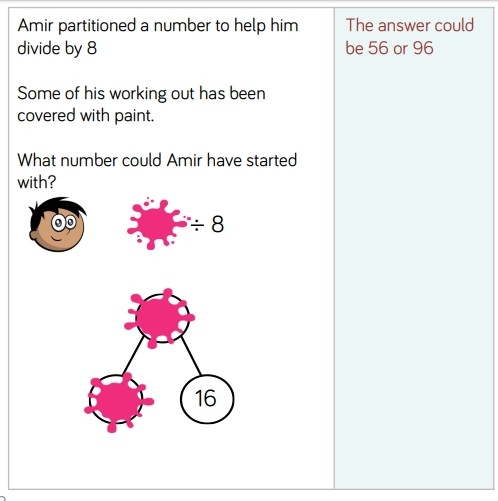 Amir partitioned a number to help him
divide by 8
Some of his working out has been
covered with paint.
What number could Amir have started
with?
÷ 8
16
The answer could
be 56 or 96